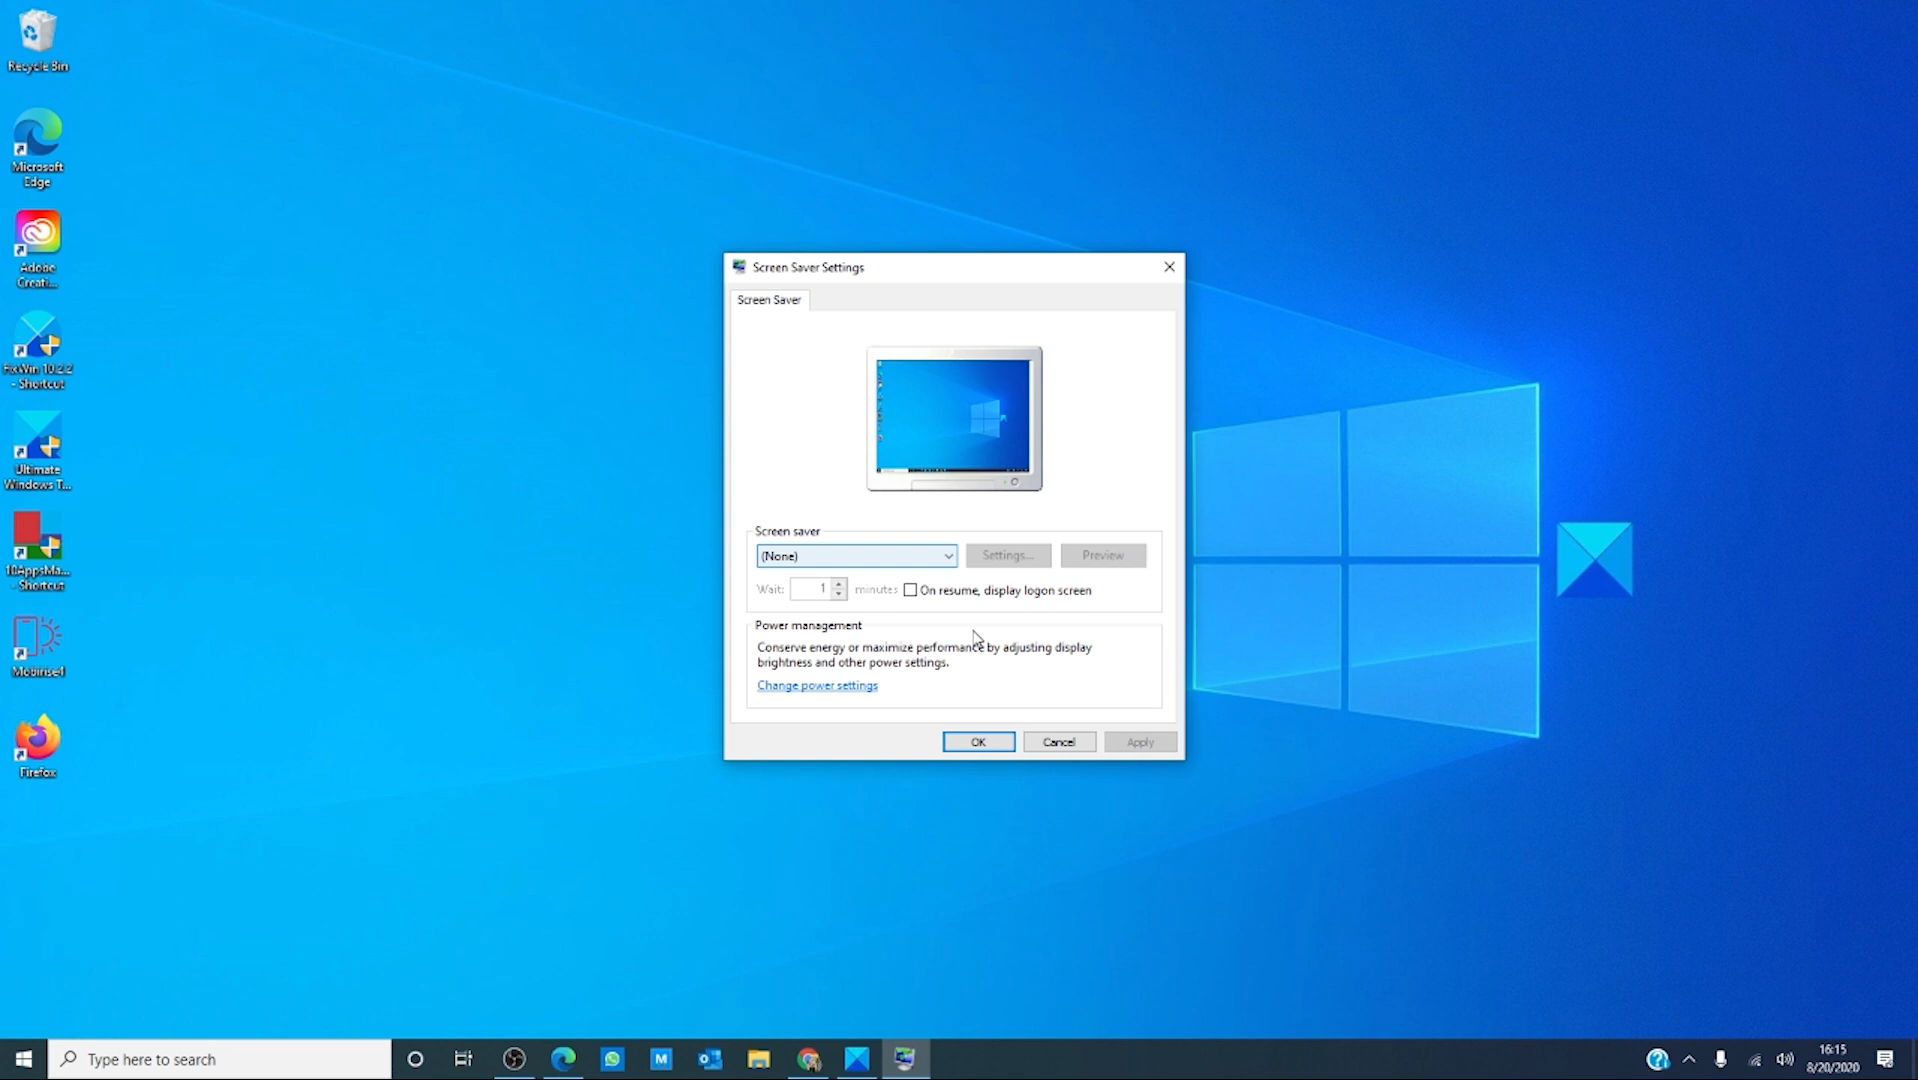 Recycle Bin
Microsoft
Edge
Adobe
Creati...
FixWin 10.2.2
- Shortcut
Ultimate
Windows T...
10AppsMa...
- Shortcut
Mobirise4
Firefox
Screen Saver Settings
Screen Saver
Screen saver
(None)
Settings...
Preview
Wait:
1
minutes
On resume, display logon screen
Power management
Conserve energy or maximize performance by adjusting display
brightness and other power settings.
Change power settings
OK
Cancel
Apply
Type here to search
M
16:15
8/20/2020